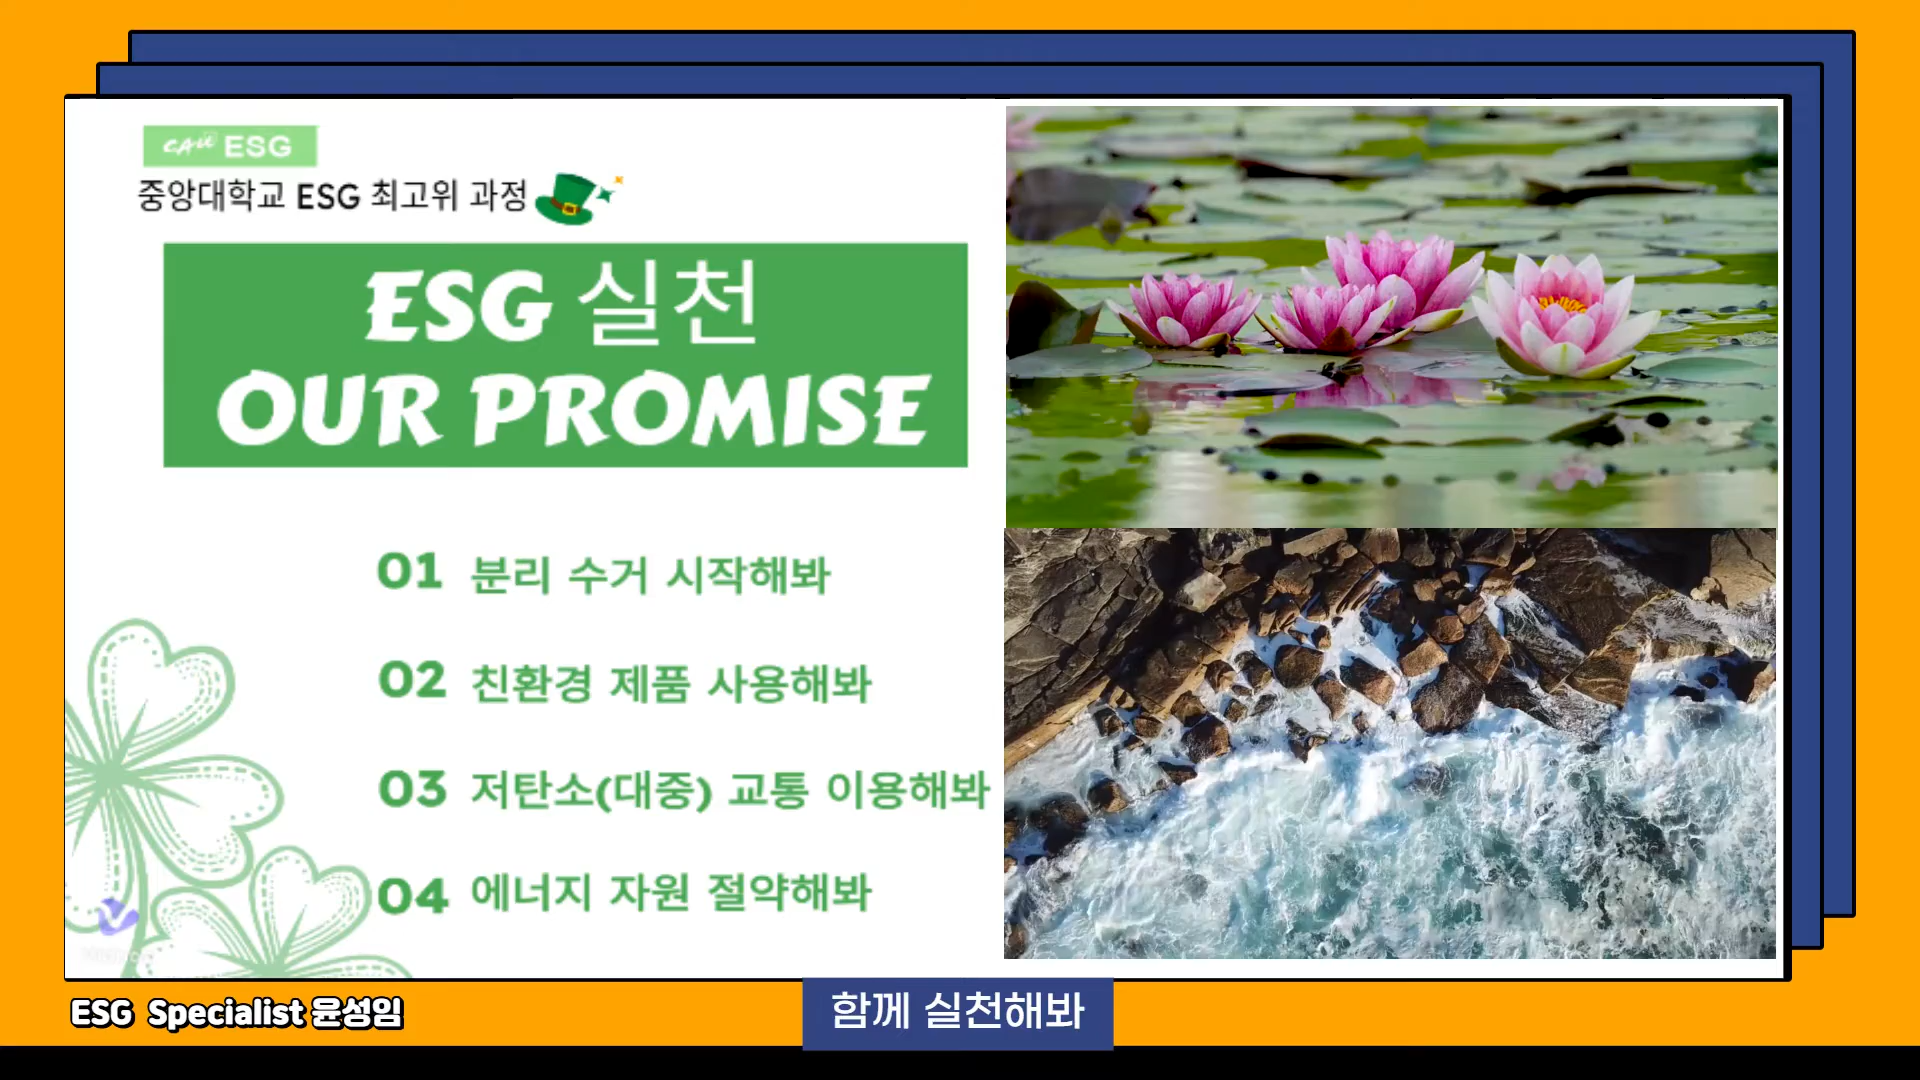 CAU ESG
중앙대학교 ESG 최고위 과정
ESG 실천
OUR PROMISE
01 분리 수거 시작해봐
02 친환경 제품 사용해봐
03 저탄소(대중) 교통 이용해봐
04 에너지 자원 절약해봐
ESG Specialist 윤성임
함께 실천해봐